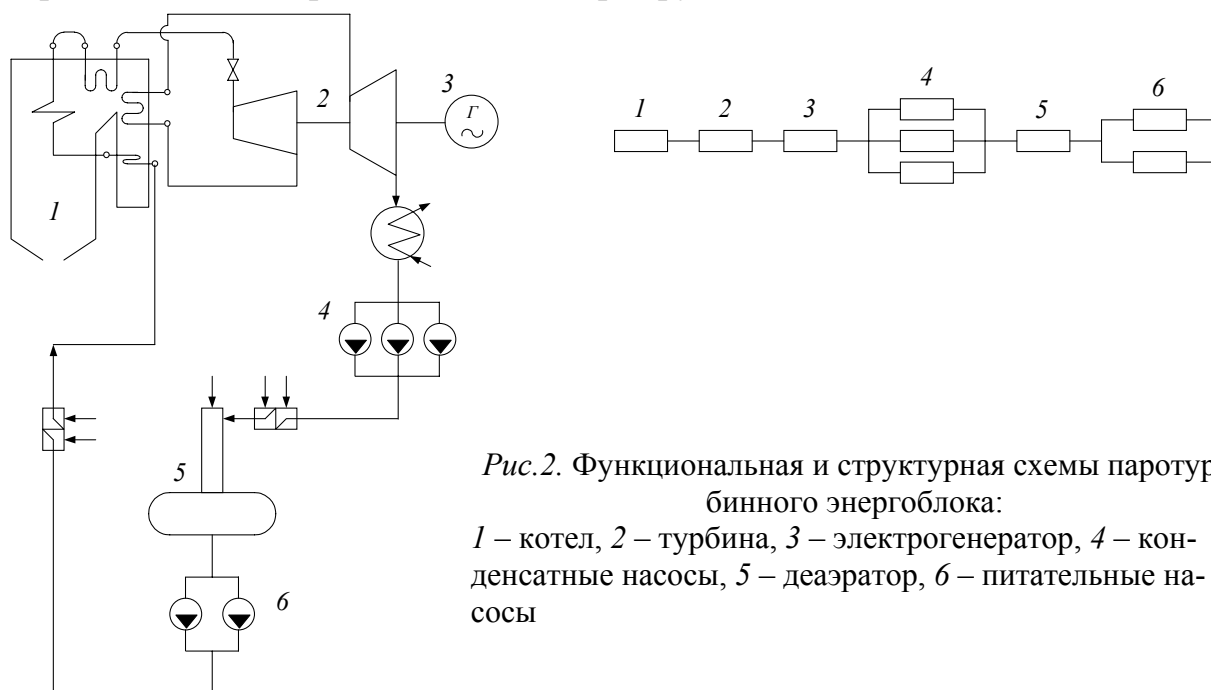 1
2
3
Г
4
5
6
1
2
3
4
5
6
Рис.2. Функциональная и структурная схемы паротур
бинного энергоблока:
1 – котел, 2 – турбина, 3 – электрогенератор, 4 – кон-
денсатные насосы, 5 – деаэратор, 6 – питательные на-
сосы